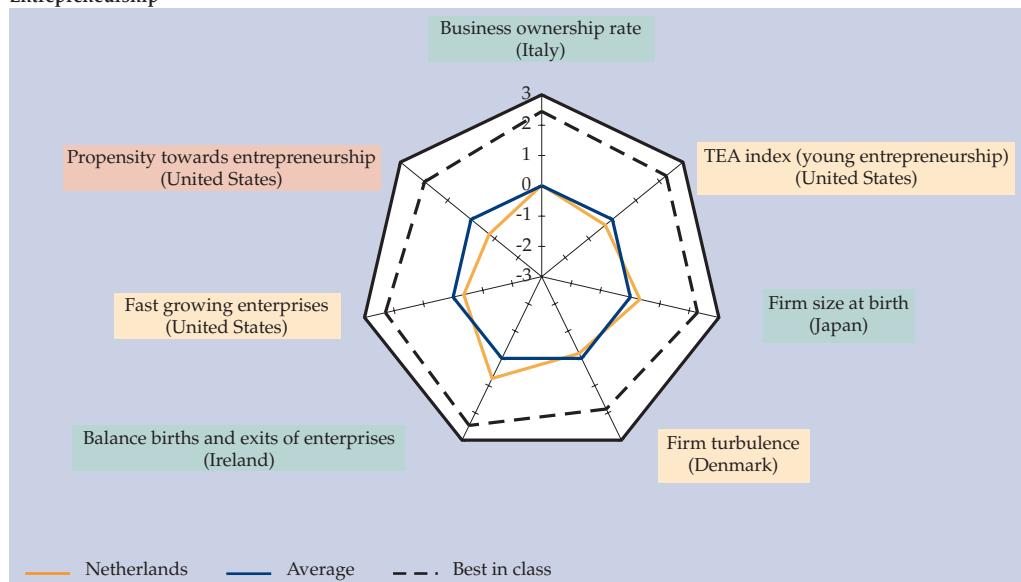 Entrepreneurship
Business ownership rate
(Italy)
3
2
1
0
-1
-2
-3
Propensity towards entrepreneurship
(United States)
TEA index (young entrepreneurship)
(United States)
Fast growing enterprises
(United States)
Firm size at birth
(Japan)
Balance births and exits of enterprises
(Ireland)
Firm turbulence
(Denmark)
Netherlands Average Best in class